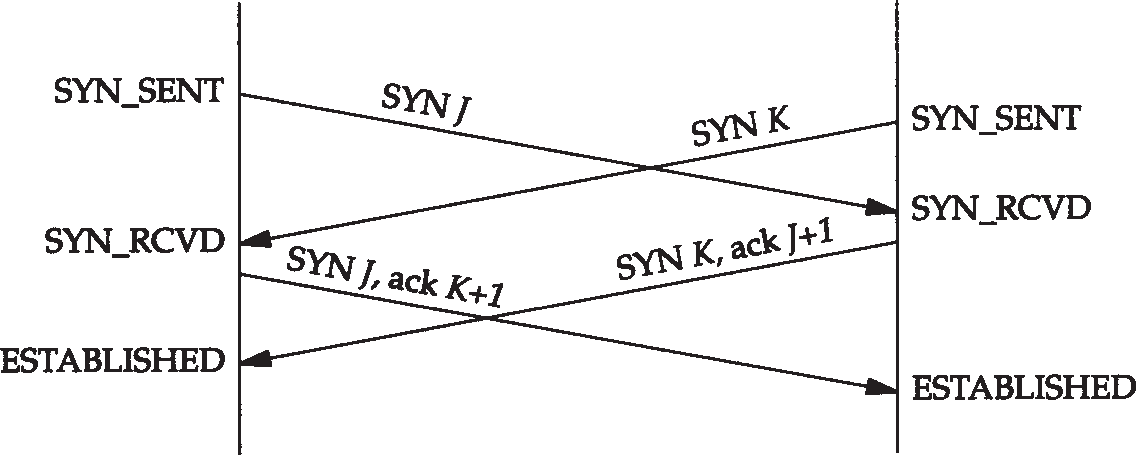 SYN_SENT
SYN J
SYN K
SYN_SENT
SYN_RCVD
SYN_RCVD
SYN J, ack K+1
SYN K, ack J+1
ESTABLISHED
ESTABLISHED